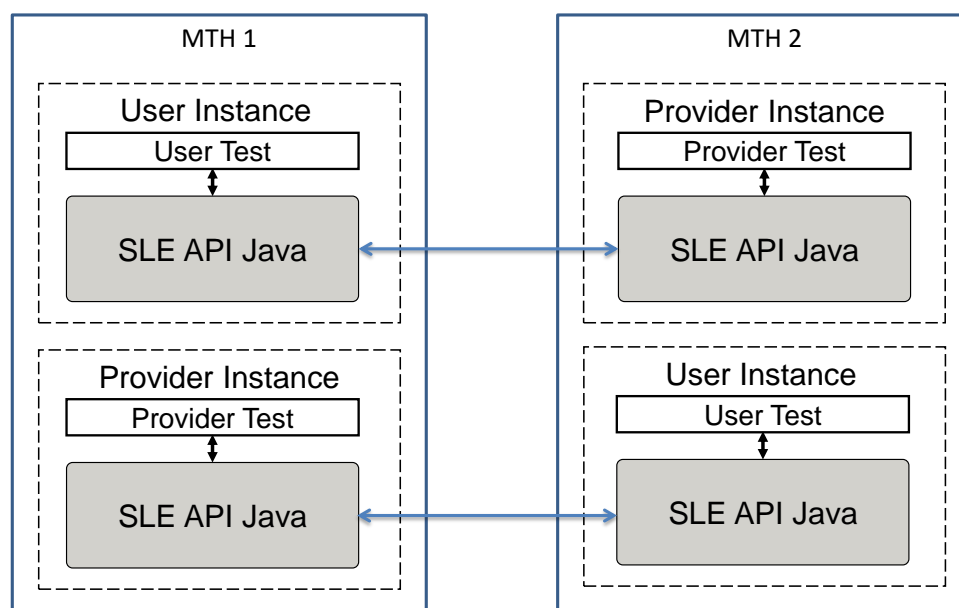 MTH 1
User Instance
User Test
SLE API Java
Provider Instance
Provider Test
SLE API Java
MTH 2
Provider Instance
Provider Test
SLE API Java
User Instance
User Test
SLE API Java